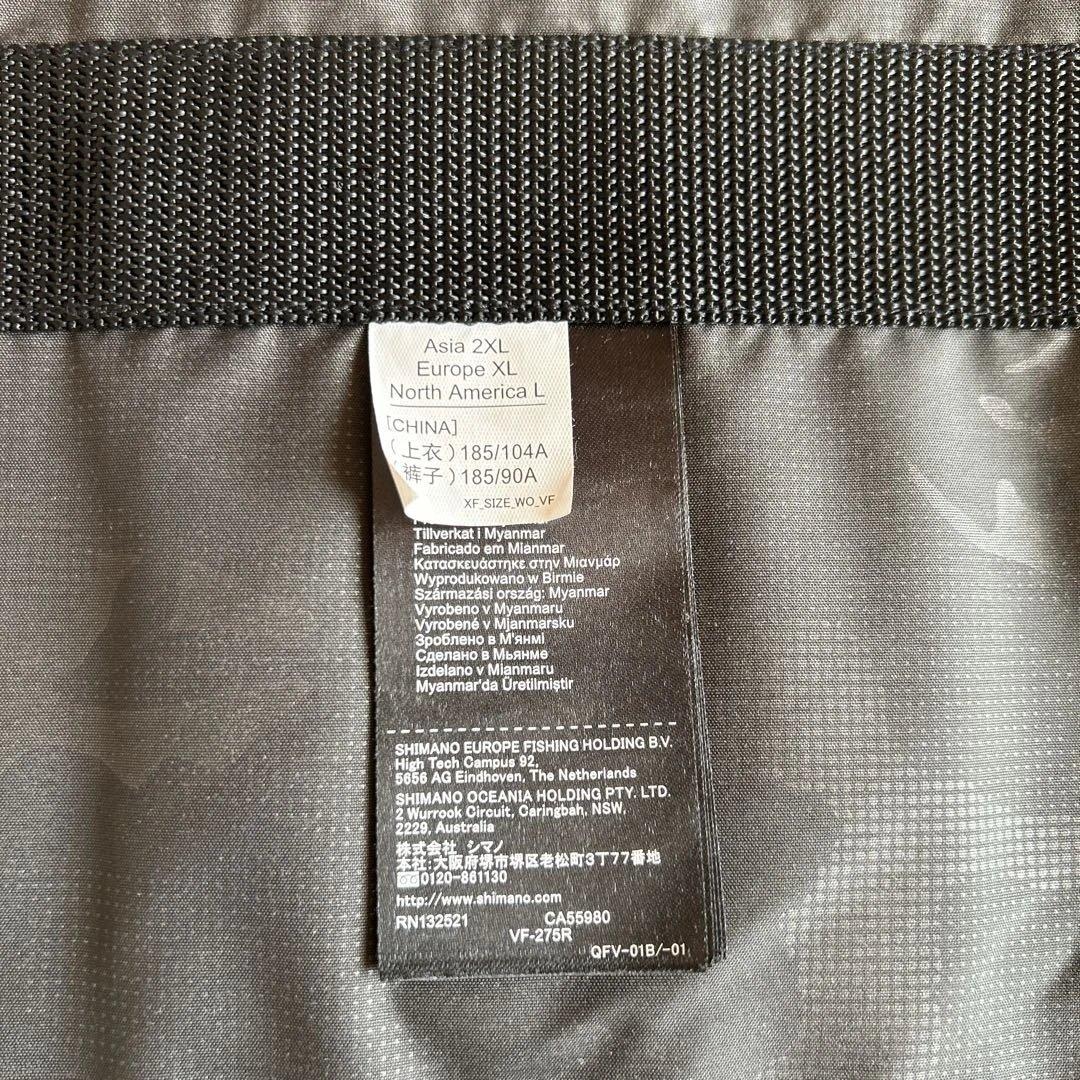 Asia 2XL
Europe XL
North America L
[CHINA]
(上衣)185/104A
(裤子)185/90A
XF_SIZE_WO_VF
Tillverkat i Myanmar
Fabricado em Mianmar
Κατασκευάστηκε στην Μιανμάρ
Wyprodukowano w Birmie
Származási ország: Myanmar
Vyrobeno v Myanmaru
Vyrobené v Mjanmarsku
Зроблено в М'янмі
Сделано в Мьянме
Izdelano v Mianmaru
Myanmar'da Üretilmiştir
SHIMANO EUROPE FISHING HOLDING B.V.
High Tech Campus 92,
5656 AG Eindhoven, The Netherlands
SHIMANO OCEANIA HOLDING PTY. LTD.
2 Wurrook Circuit, Caringbah, NSW,
2229, Australia
株式会社 シマノ
本社:大阪府堺市堺区老松町3丁77番地
0120-861130
http://www.shimano.com
RN132521 CA55980
VF-275R
QFV-01B/-01